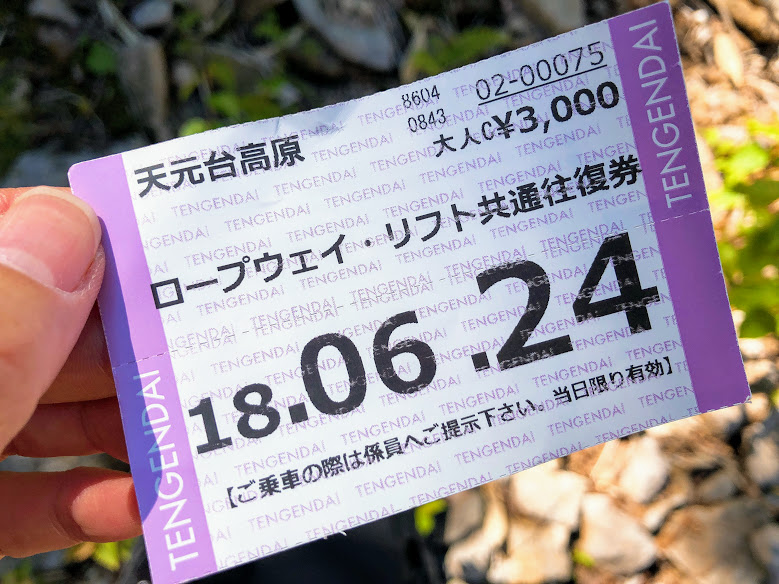 8604 02-00075
0843 大人C¥3,000
天元台高原
ロープウェイ・リフト共通往復券
18.06.24
【ご乗車の際は係員へご提示下さい。当日限り有効】
TENGENDAI
TENGENDAI